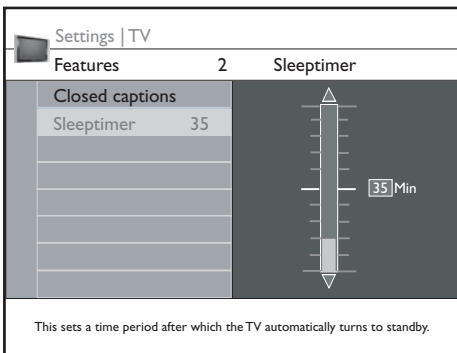 Settings | TV
Features 2 Sleeptimer
Closed captions
Sleeptimer 35
35 Min
This sets a time period after which the TV automatically turns to standby.